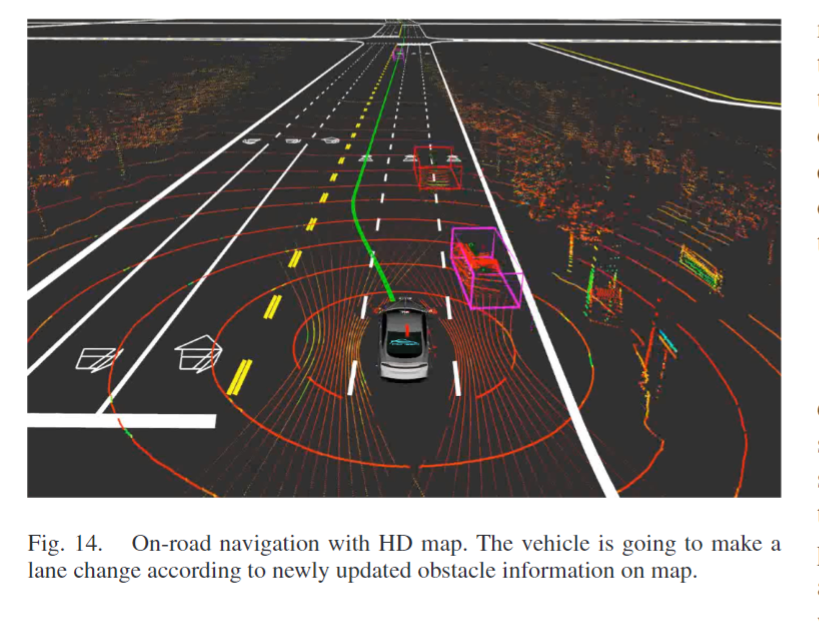 Fig. 14. On-road navigation with HD map. The vehicle is going to make a
lane change according to newly updated obstacle information on map.